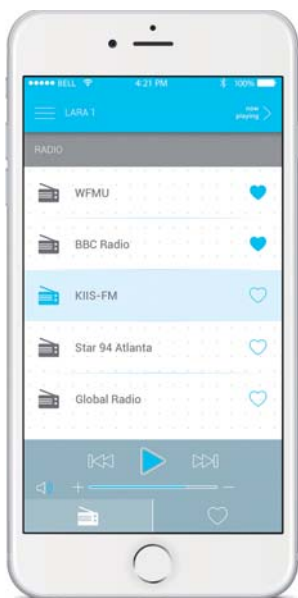 BELL 4:21 PM 100%
LARA 1 now playing
RADIO
WFMU
BBC Radio
KIIS-FM
Star 94 Atlanta
Global Radio